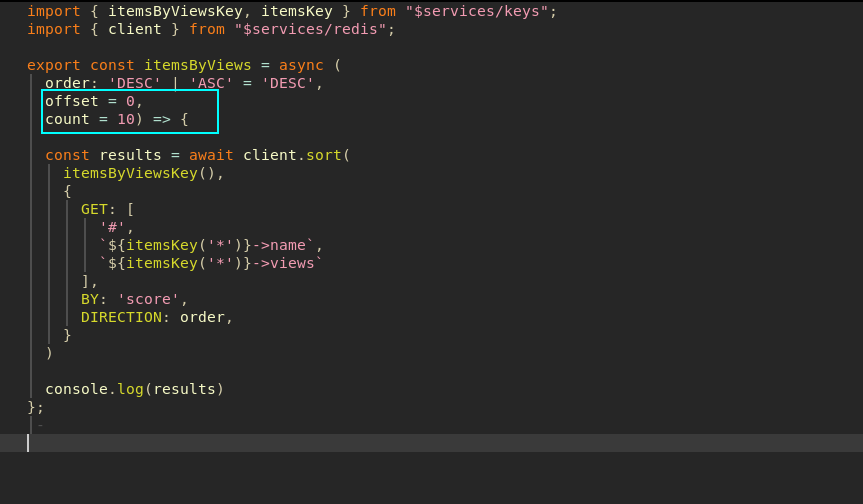 import { itemsByViewsKey, itemsKey } from "$services/keys";
import { client } from "$services/redis";
export const itemsByViews = async (
order: 'DESC' | 'ASC' = 'DESC',
offset = 0,
count = 10) => {
const results = await client.sort(
itemsByViewsKey(),
{
GET: [
'#',
`${itemsKey('*')}->name`,
`${itemsKey('*')}->views`
],
BY: 'score',
DIRECTION: order,
}
)
console.log(results)
};
-